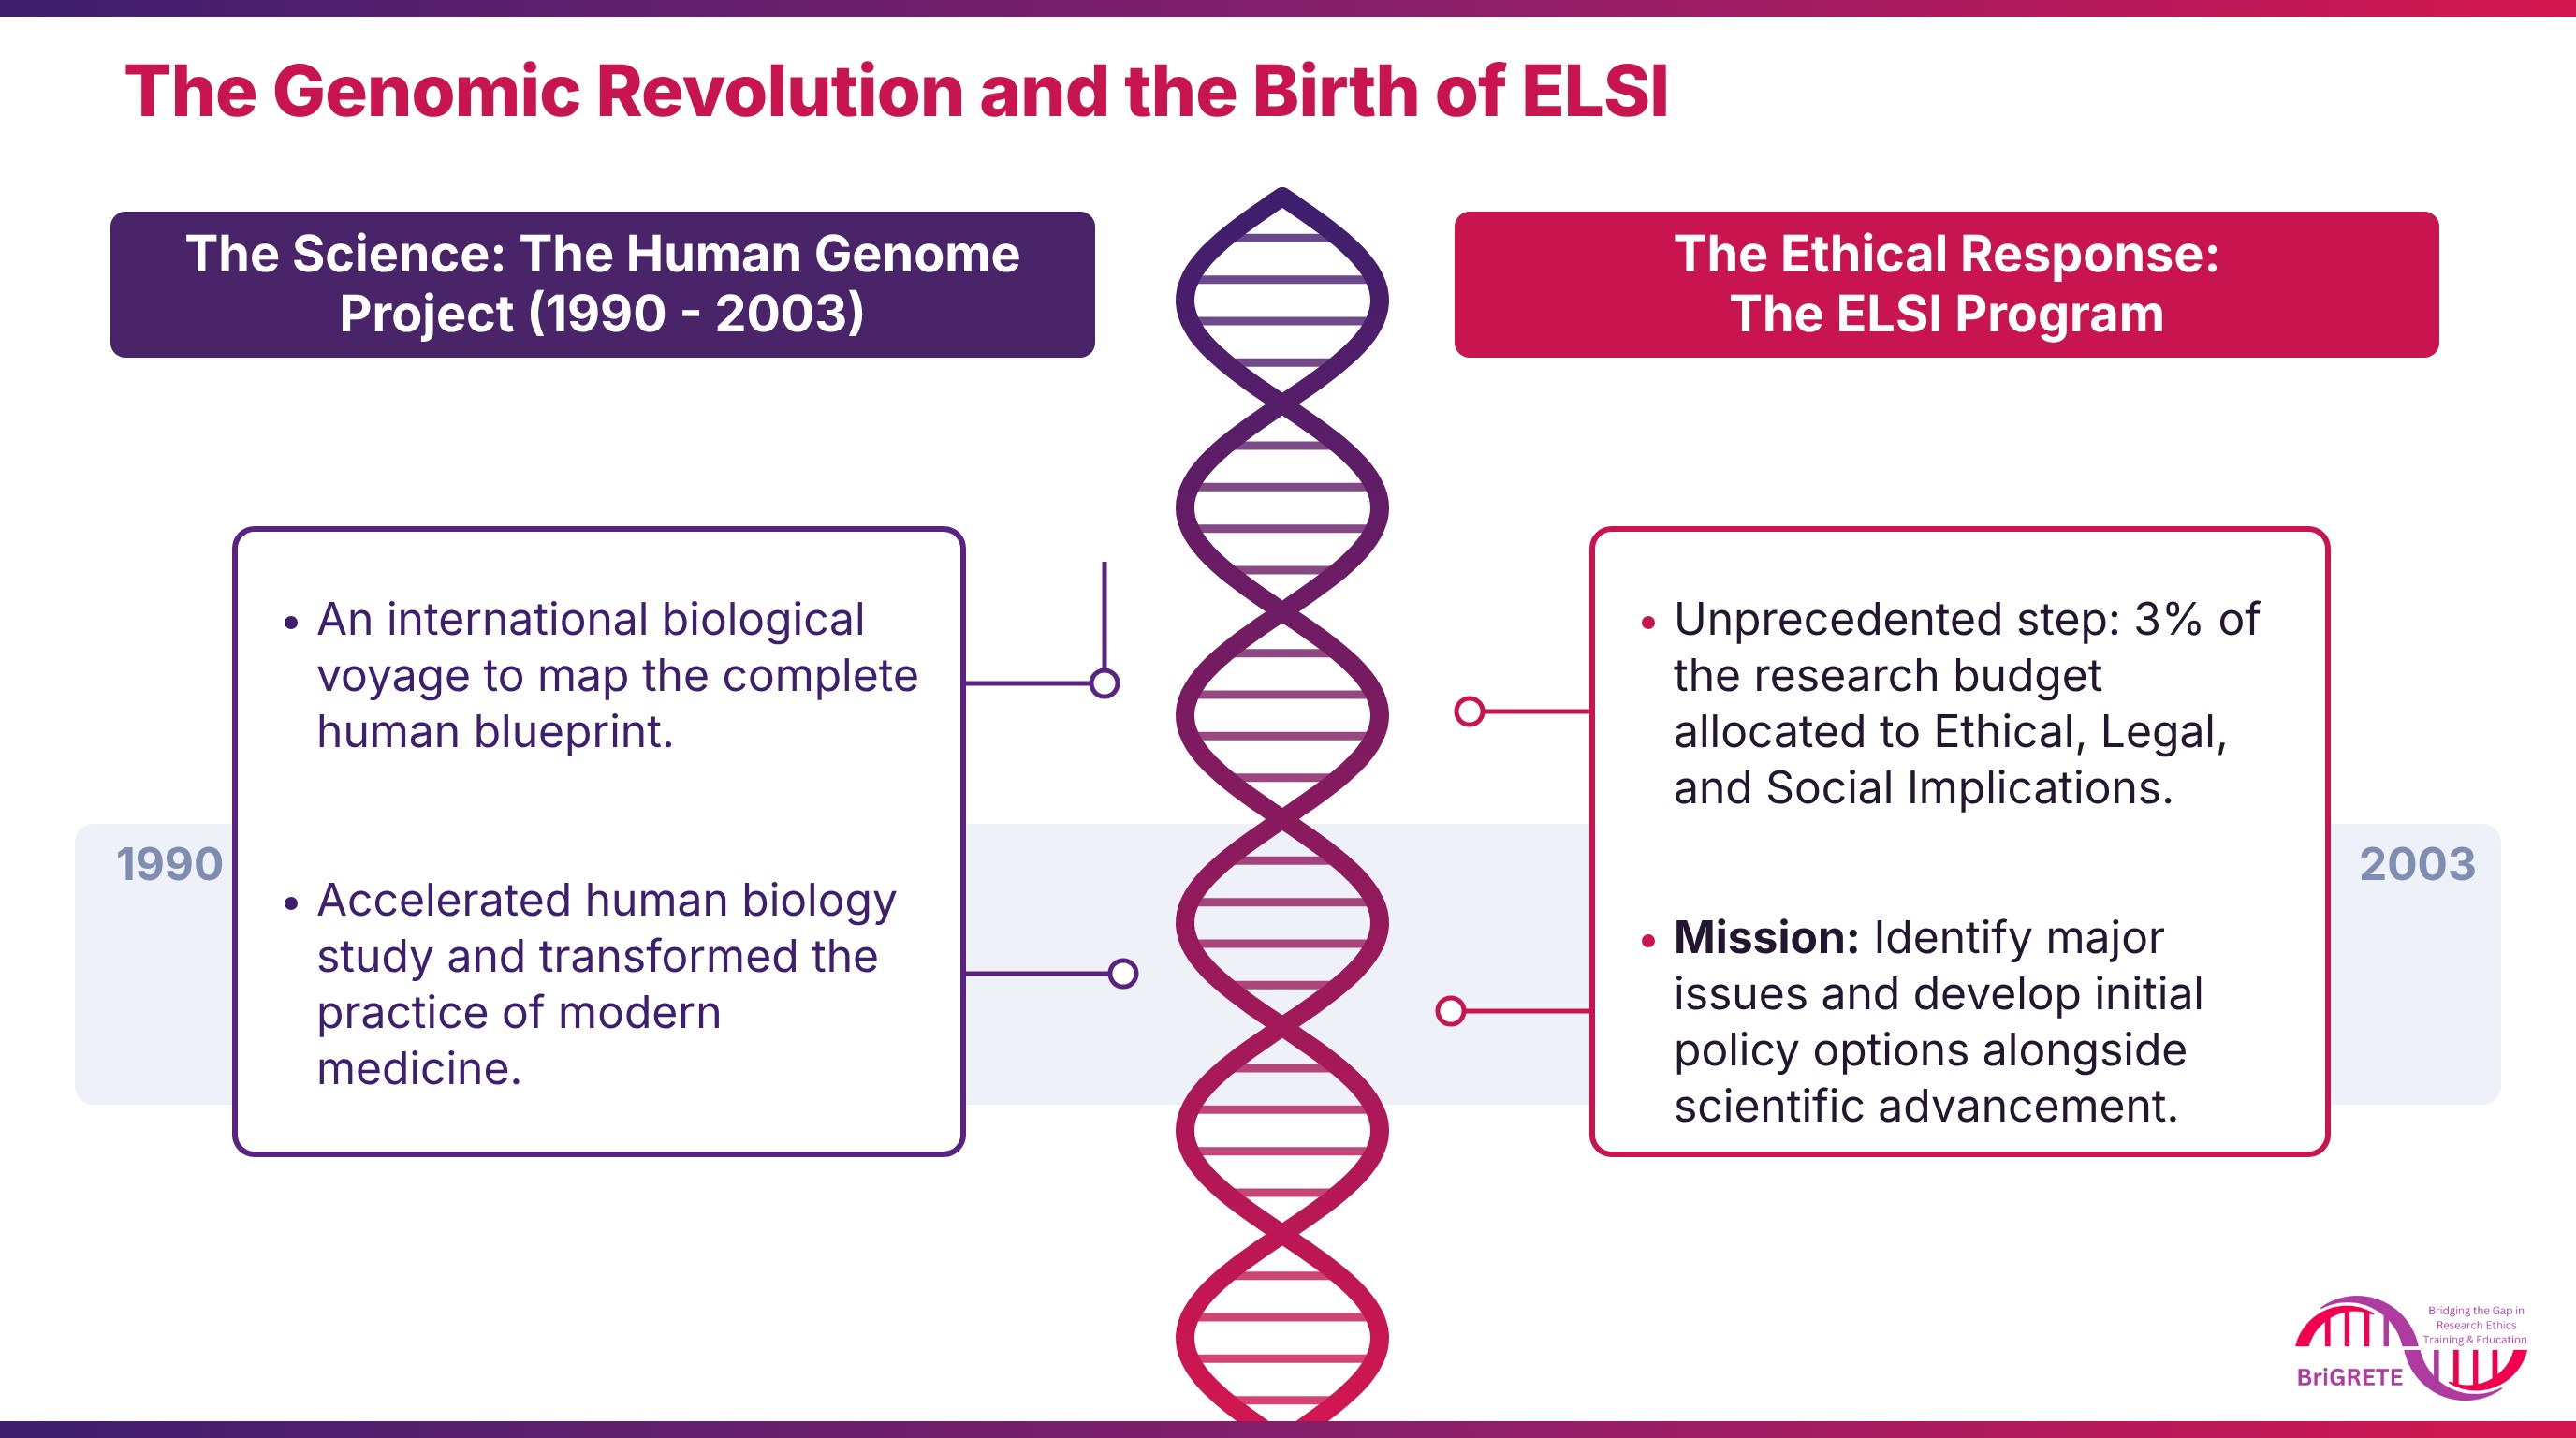 The Genomic Revolution and the Birth of ELSI
The Science: The Human Genome
Project (1990 - 2003)
The Ethical Response:
The ELSI Program
• An international biological
voyage to map the complete
human blueprint.
• Accelerated human biology
study and transformed the
practice of modern
medicine.
• Unprecedented step: 3% of
the research budget
allocated to Ethical, Legal,
and Social Implications.
• Mission: Identify major
issues and develop initial
policy options alongside
scientific advancement.
1990
2003
Bridging the Gap in
Research Ethics
Training & Education
BriGRETE